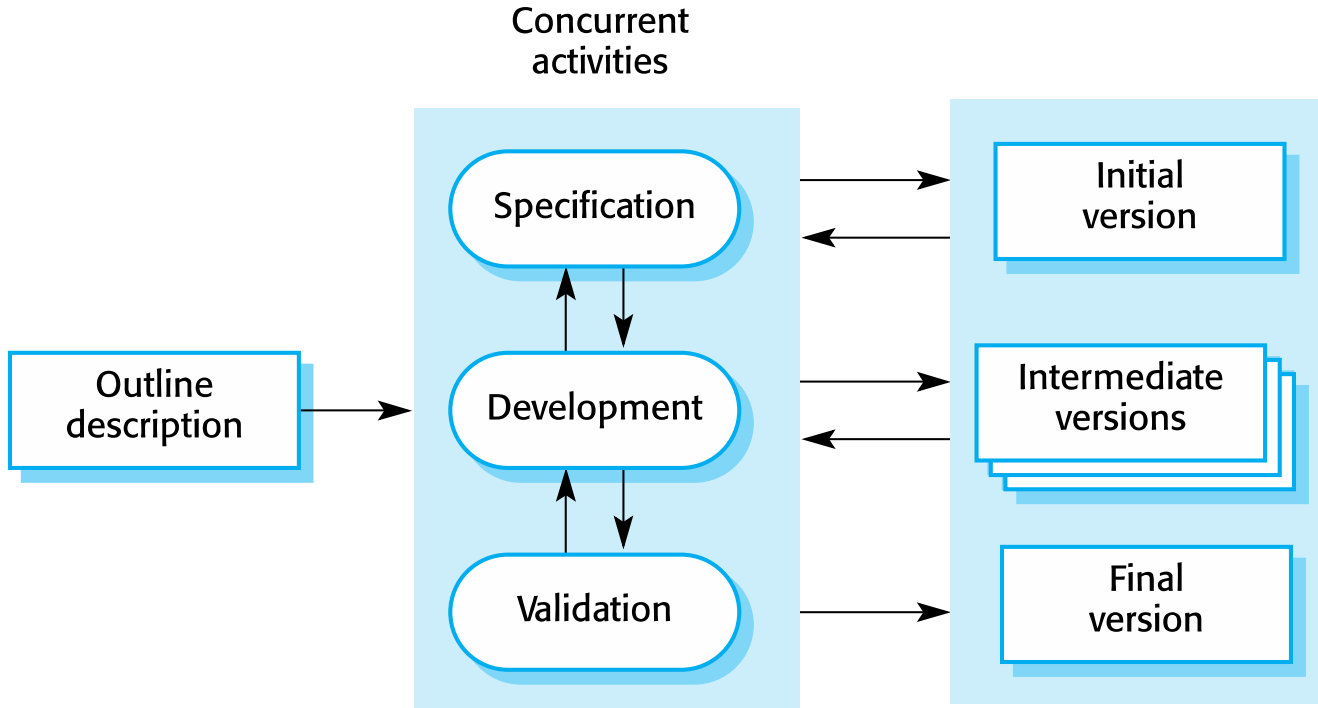 Concurrent
activities
Specification
Initial
version
Outline
description
Development
Intermediate
versions
Validation
Final
version